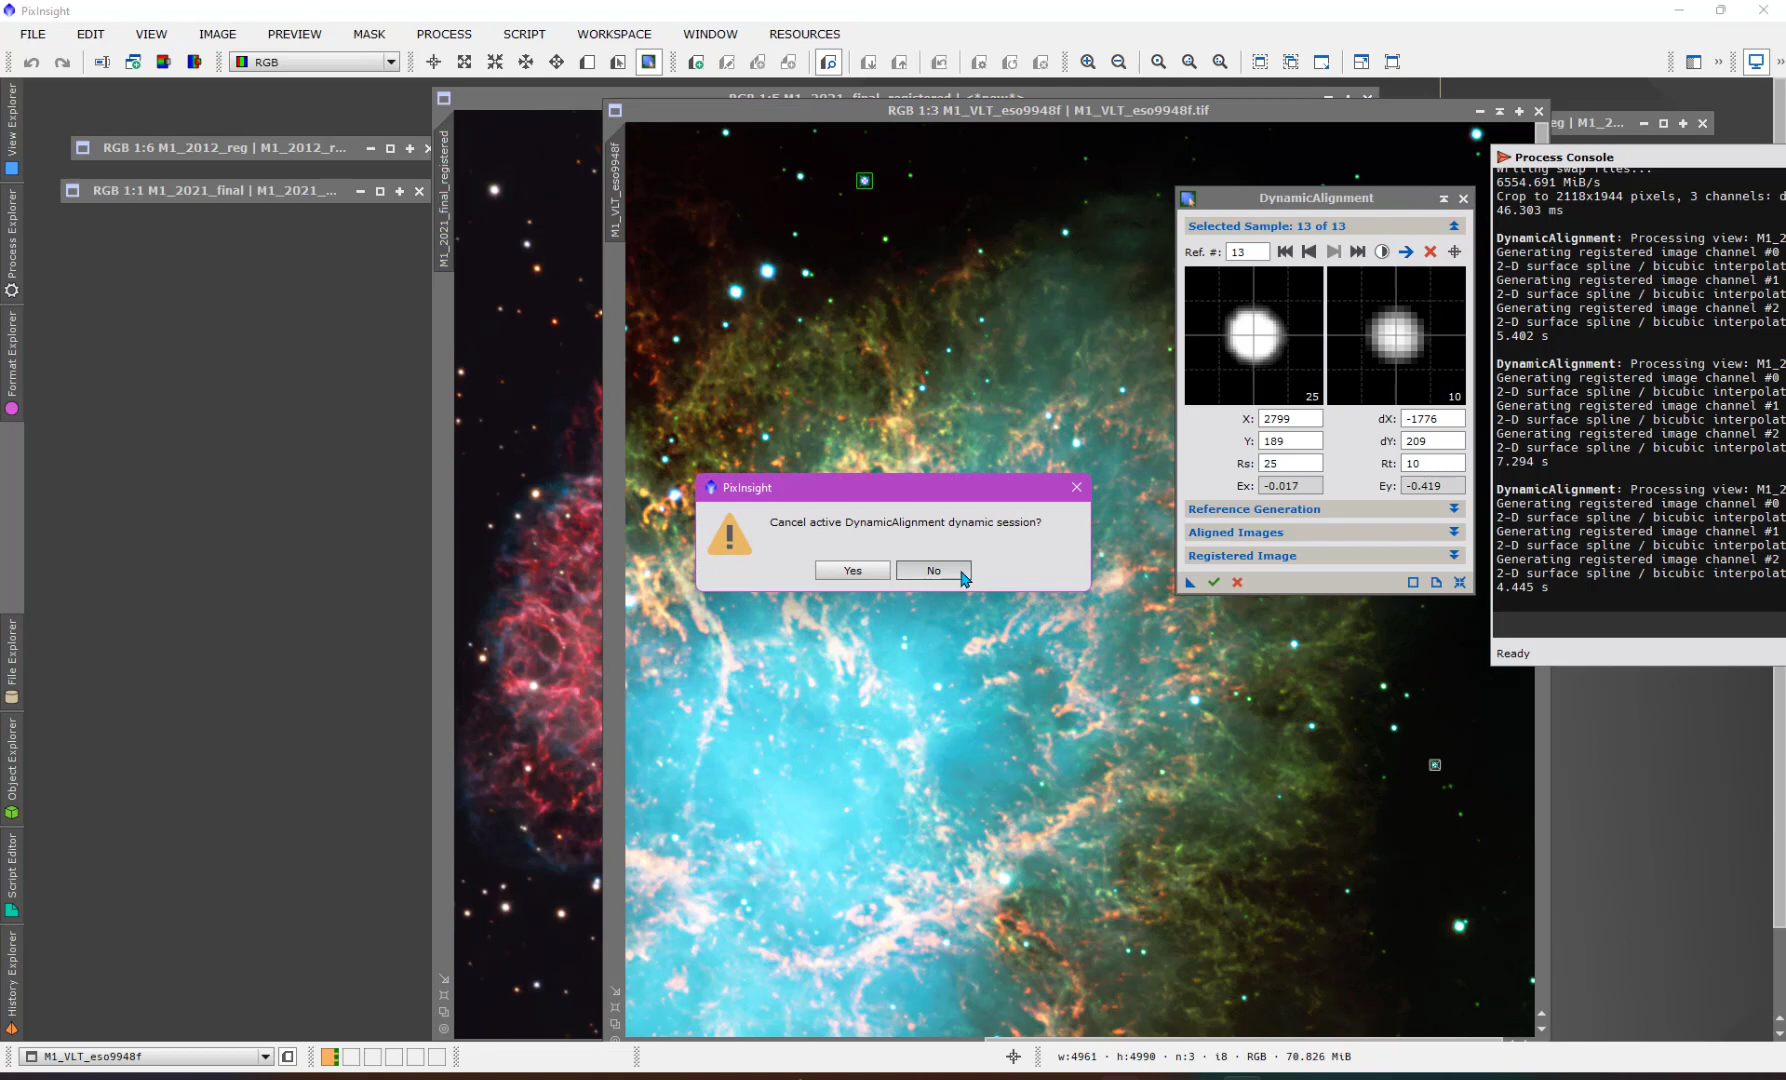 PixInsight
FILE EDIT VIEW IMAGE PREVIEW MASK PROCESS SCRIPT WORKSPACE WINDOW RESOURCES
RGB
View Explorer
Process Explorer
Format Explorer
File Explorer
Object Explorer
Script Editor
History Explorer
RGB 1:6 M1_2012_reg | M1_2012_r...
RGB 1:1 M1_2021_final | M1_2021_...
RGB 1:5 M1_2021_final_registered | <*new*>
M1_2021_final_registered
RGB 1:3 M1_VLT_eso9948f | M1_VLT_eso9948f.tif
M1_VLT_eso9948f
eg | M1_2...
DynamicAlignment
Selected Sample: 13 of 13
Ref. #: 13
25
10
X: 2799 dX: -1776
Y: 189 dY: 209
Rs: 25 Rt: 10
Ex: -0.017 Ey: -0.419
Reference Generation
Aligned Images
Registered Image
PixInsight
Cancel active DynamicAlignment dynamic session?
Yes No
Process Console
Writing swap files...
6554.691 MiB/s
Crop to 2118x1944 pixels, 3 channels: d
46.303 ms
DynamicAlignment: Processing view: M1_2
Generating registered image channel #0
2-D surface spline / bicubic interpolat
Generating registered image channel #1
2-D surface spline / bicubic interpolat
Generating registered image channel #2
2-D surface spline / bicubic interpolat
5.402 s
DynamicAlignment: Processing view: M1_2
Generating registered image channel #0
2-D surface spline / bicubic interpolat
Generating registered image channel #1
2-D surface spline / bicubic interpolat
Generating registered image channel #2
2-D surface spline / bicubic interpolat
7.294 s
DynamicAlignment: Processing view: M1_2
Generating registered image channel #0
2-D surface spline / bicubic interpolat
Generating registered image channel #1
2-D surface spline / bicubic interpolat
Generating registered image channel #2
2-D surface spline / bicubic interpolat
4.445 s
Ready
M1_VLT_eso9948f
w:4961 · h:4990 · n:3 · i8 · RGB · 70.826 MiB